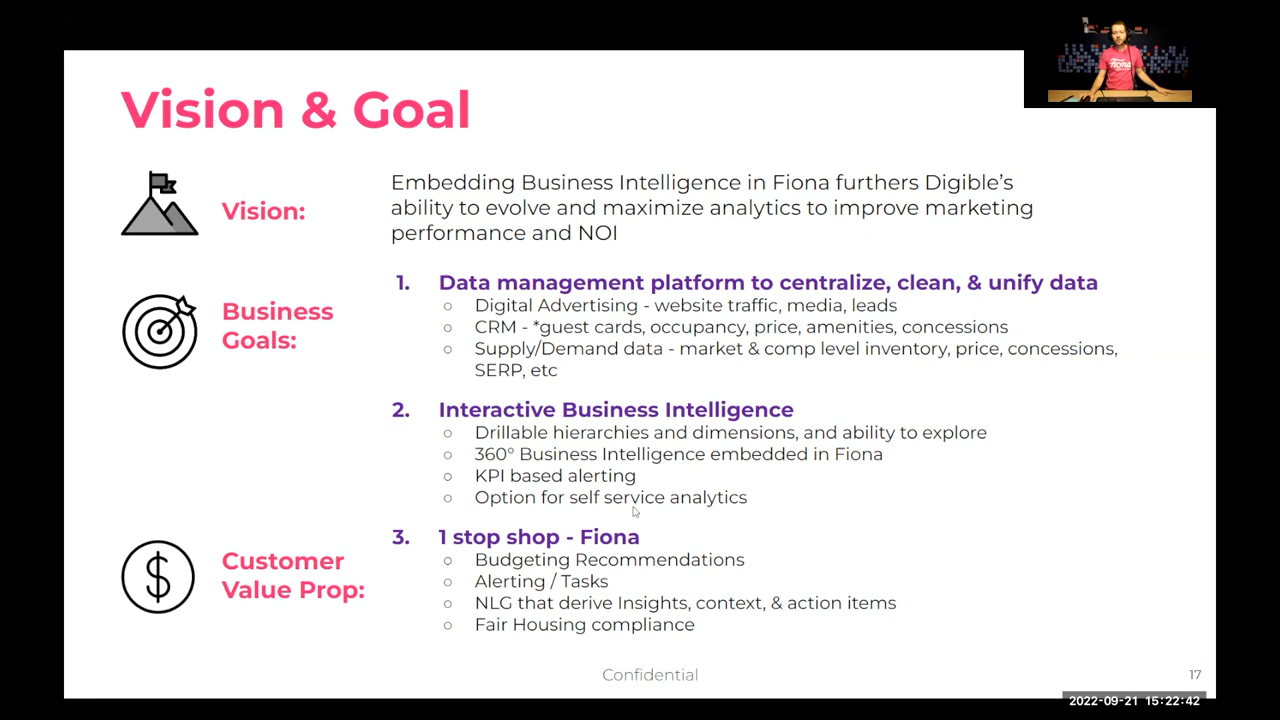 Fiona
Vision & Goal
Vision:
Embedding Business Intelligence in Fiona furthers Digible's
ability to evolve and maximize analytics to improve marketing
performance and NOI
Business
Goals:
1. Data management platform to centralize, clean, & unify data
○ Digital Advertising - website traffic, media, leads
○ CRM - *guest cards, occupancy, price, amenities, concessions
○ Supply/Demand data - market & comp level inventory, price, concessions,
SERP, etc
2. Interactive Business Intelligence
○ Drillable hierarchies and dimensions, and ability to explore
○ 360° Business Intelligence embedded in Fiona
○ KPI based alerting
○ Option for self service analytics
Customer
Value Prop:
3. 1 stop shop - Fiona
○ Budgeting Recommendations
○ Alerting / Tasks
○ NLG that derive Insights, context, & action items
○ Fair Housing compliance
Confidential
17
2022-09-21 15:22:42